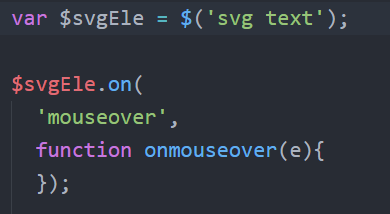 var $svgEle = $('svg text');

$svgEle.on(
  'mouseover',
  function onmouseover(e){
  });